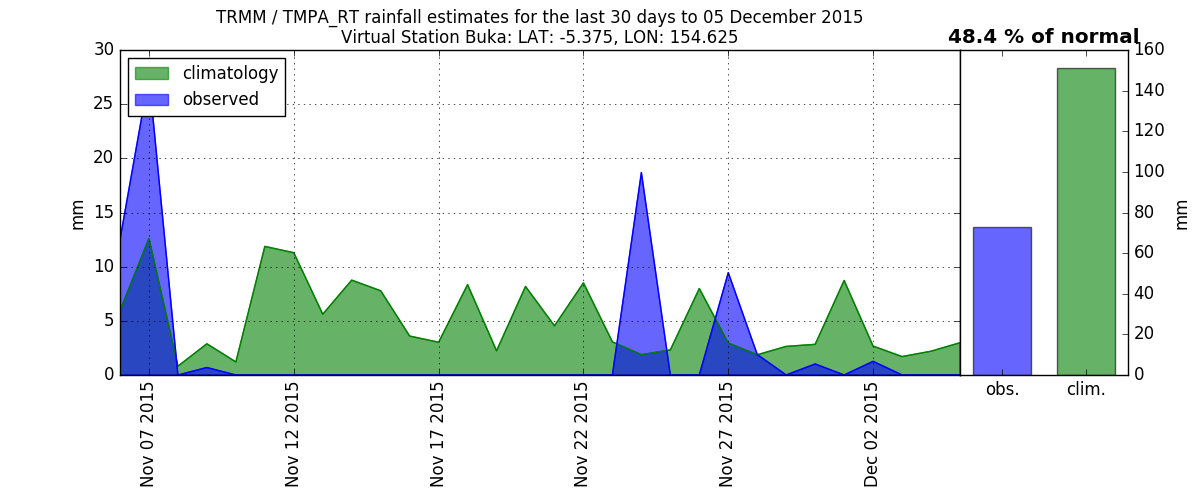 TRMM / TMPA_RT rainfall estimates for the last 30 days to 05 December 2015
Virtual Station Buka: LAT: -5.375, LON: 154.625
48.4 % of normal
climatology
observed
30
25
20
15
10
5
0
mm
Nov 07 2015
Nov 12 2015
Nov 17 2015
Nov 22 2015
Nov 27 2015
Dec 02 2015
obs.
clim.
160
140
120
100
80
60
40
20
0
mm